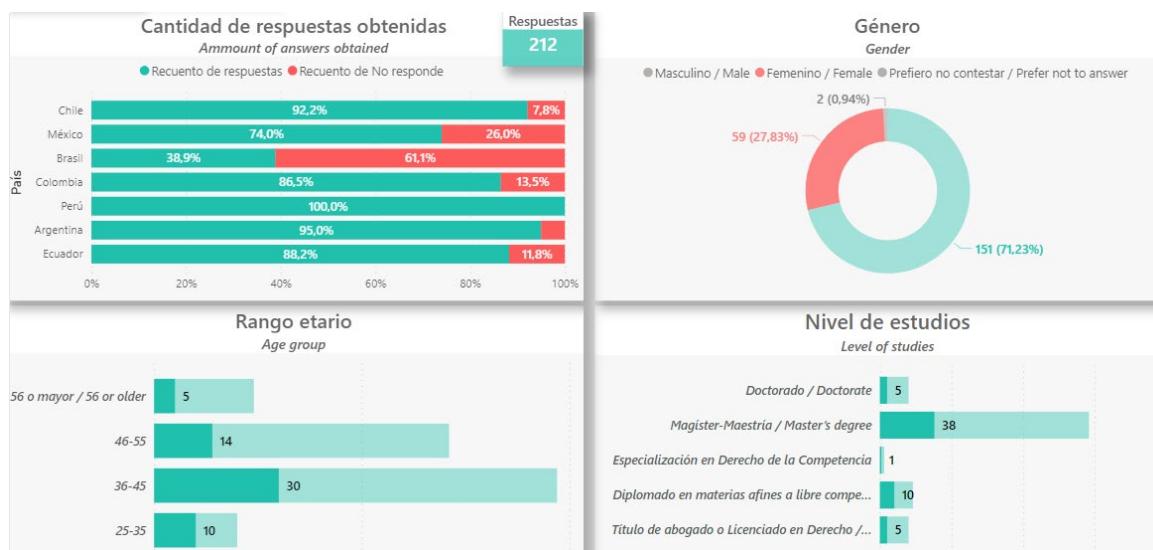 Cantidad de respuestas obtenidas
Ammount of answers obtained
Respuestas
212
Recuento de respuestas Recuento de No responde
País
Chile 92,2% 7,8%
México 74,0% 26,0%
Brasil 38,9% 61,1%
Colombia 86,5% 13,5%
Perú 100,0%
Argentina 95,0%
Ecuador 88,2% 11,8%
0% 20% 40% 60% 80% 100%
Género
Gender
Masculino / Male Femenino / Female Prefiero no contestar / Prefer not to answer
2 (0,94%)
59 (27,83%)
151 (71,23%)
Rango etario
Age group
56 o mayor / 56 or older 5
46-55 14
36-45 30
25-35 10
Nivel de estudios
Level of studies
Doctorado / Doctorate 5
Magíster-Maestría / Master's degree 38
Especialización en Derecho de la Competencia 1
Diplomado en materias afines a libre compe... 10
Título de abogado o Licenciado en Derecho /... 5